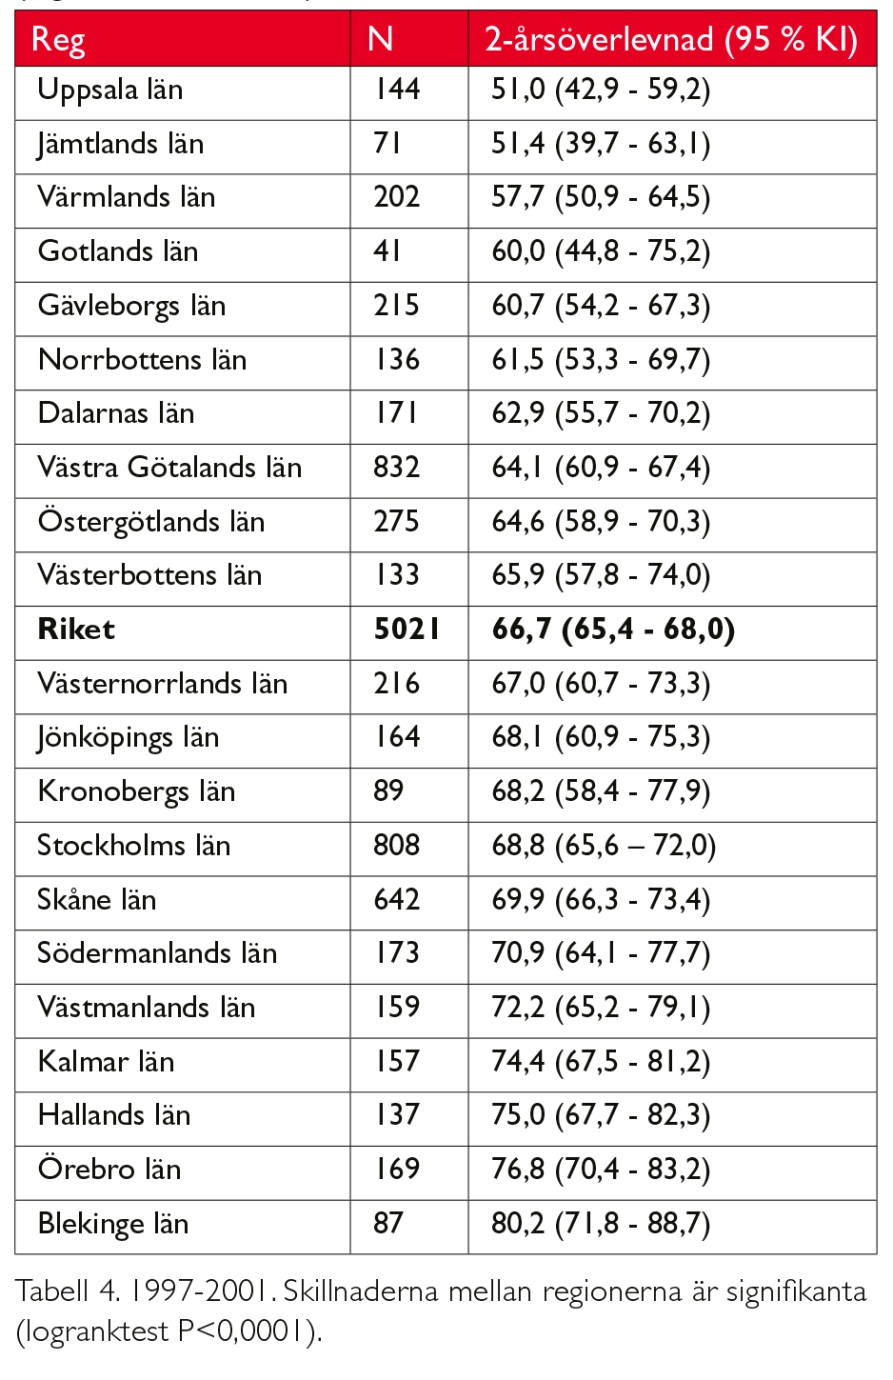 Reg N 2-årsöverlevnad (95 % KI)
Uppsala län 144 51,0 (42,9 - 59,2)
Jämtlands län 71 51,4 (39,7 - 63,1)
Värmlands län 202 57,7 (50,9 - 64,5)
Gotlands län 41 60,0 (44,8 - 75,2)
Gävleborgs län 215 60,7 (54,2 - 67,3)
Norrbottens län 136 61,5 (53,3 - 69,7)
Dalarnas län 171 62,9 (55,7 - 70,2)
Västra Götalands län 832 64,1 (60,9 - 67,4)
Östergötlands län 275 64,6 (58,9 - 70,3)
Västerbottens län 133 65,9 (57,8 - 74,0)
Riket 5021 66,7 (65,4 - 68,0)
Västernorrlands län 216 67,0 (60,7 - 73,3)
Jönköpings län 164 68,1 (60,9 - 75,3)
Kronobergs län 89 68,2 (58,4 - 77,9)
Stockholms län 808 68,8 (65,6 – 72,0)
Skåne län 642 69,9 (66,3 - 73,4)
Södermanlands län 173 70,9 (64,1 - 77,7)
Västmanlands län 159 72,2 (65,2 - 79,1)
Kalmar län 157 74,4 (67,5 - 81,2)
Hallands län 137 75,0 (67,7 - 82,3)
Örebro län 169 76,8 (70,4 - 83,2)
Blekinge län 87 80,2 (71,8 - 88,7)
Tabell 4. 1997-2001. Skillnaderna mellan regionerna är signifikanta
(logranktest P<0,0001).